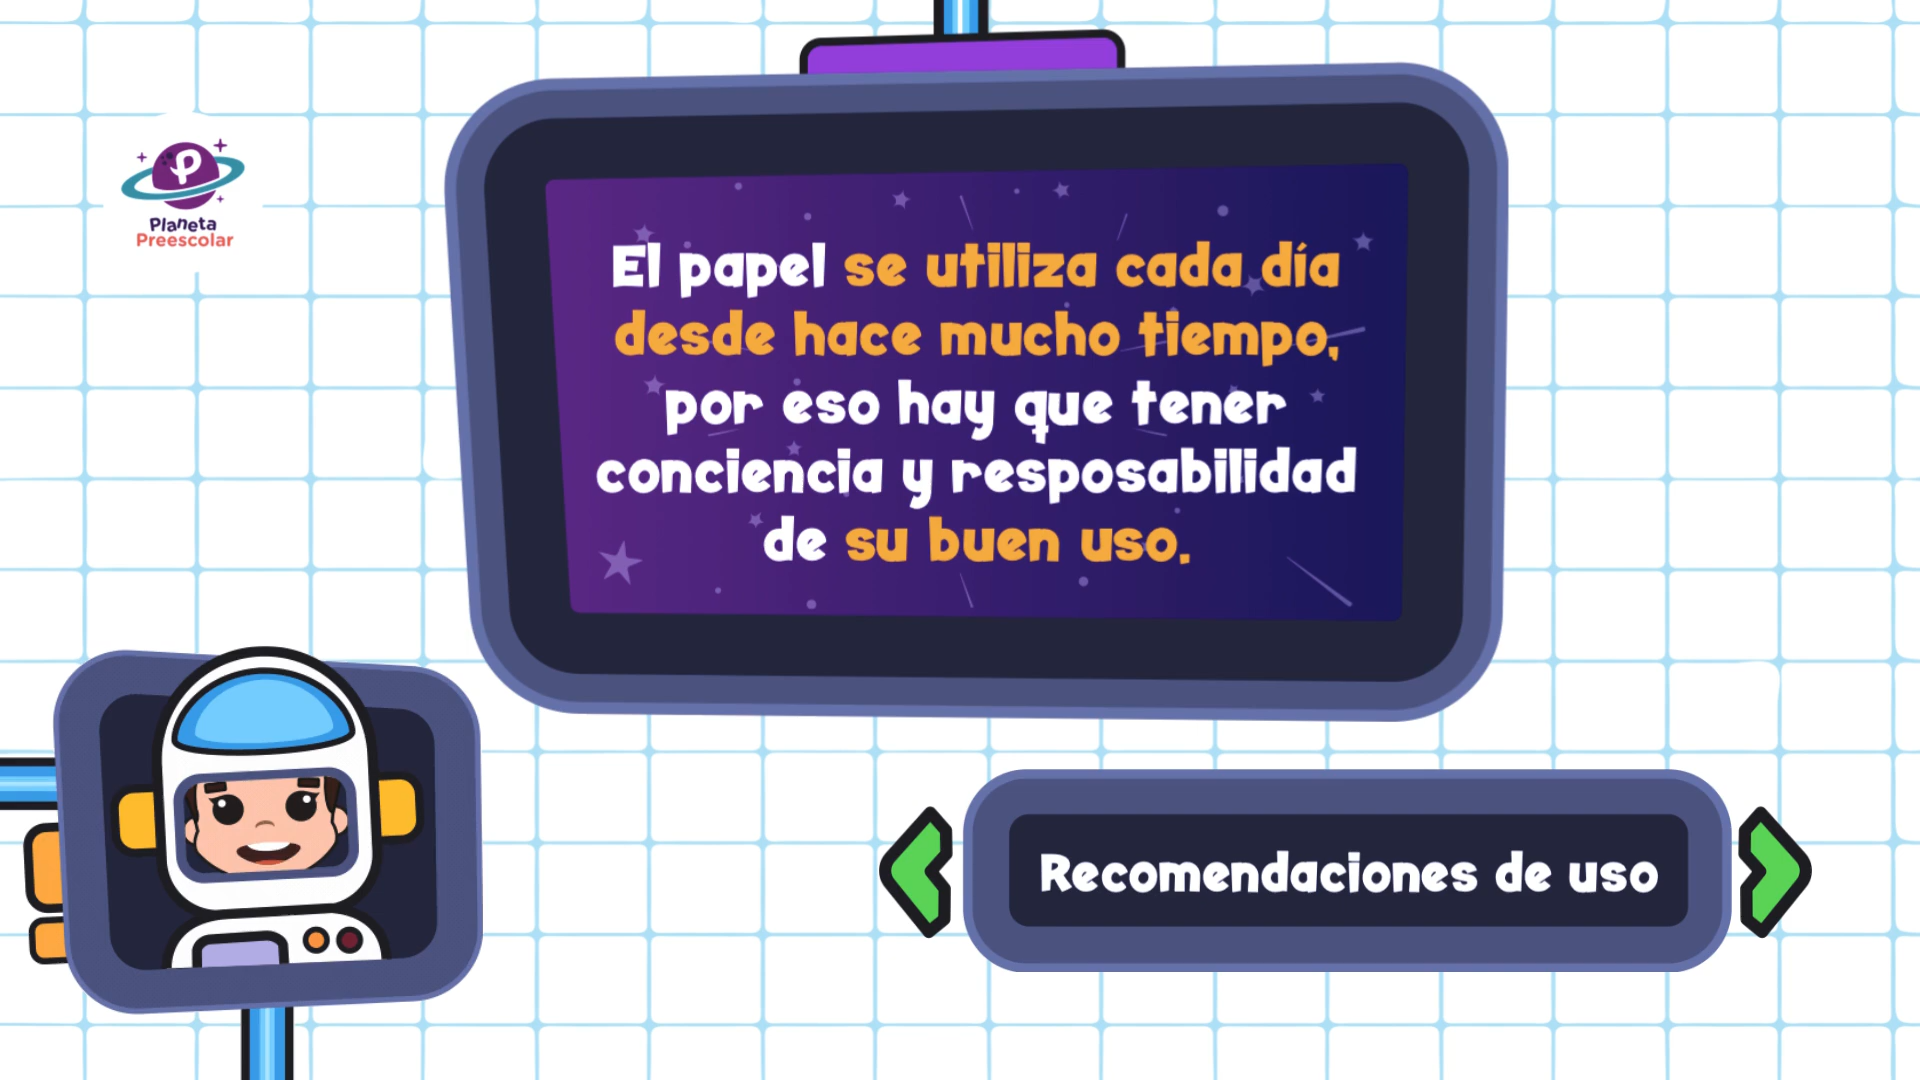 P
Planeta
Preescolar
El papel se utiliza cada día
desde hace mucho tiempo,
por eso hay que tener
conciencia y resposabilidad
de su buen uso.
Recomendaciones de uso